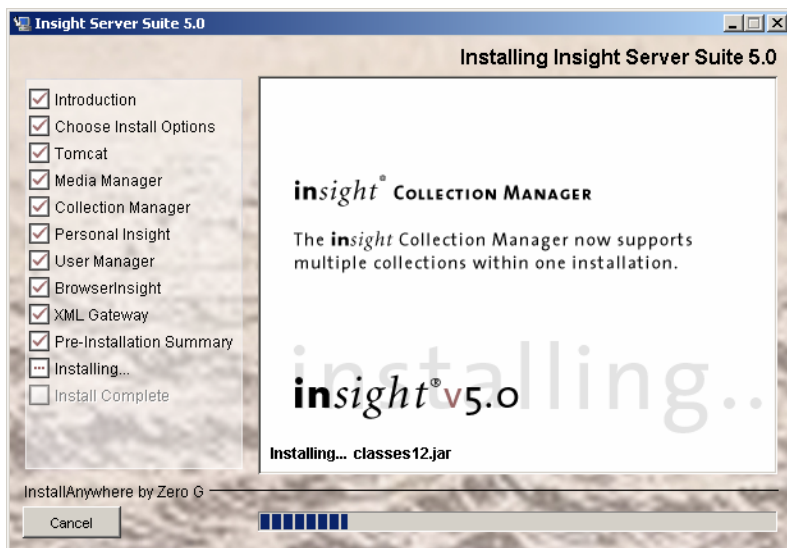 Insight Server Suite 5.0
Installing Insight Server Suite 5.0
Introduction
Choose Install Options
Tomcat
Media Manager
Collection Manager
Personal Insight
User Manager
BrowserInsight
XML Gateway
Pre-Installation Summary
Installing...
Install Complete
insight® COLLECTION MANAGER
The insight Collection Manager now supports
multiple collections within one installation.
installing..
insight®v5.0
Installing... classes12.jar
InstallAnywhere by Zero G
Cancel